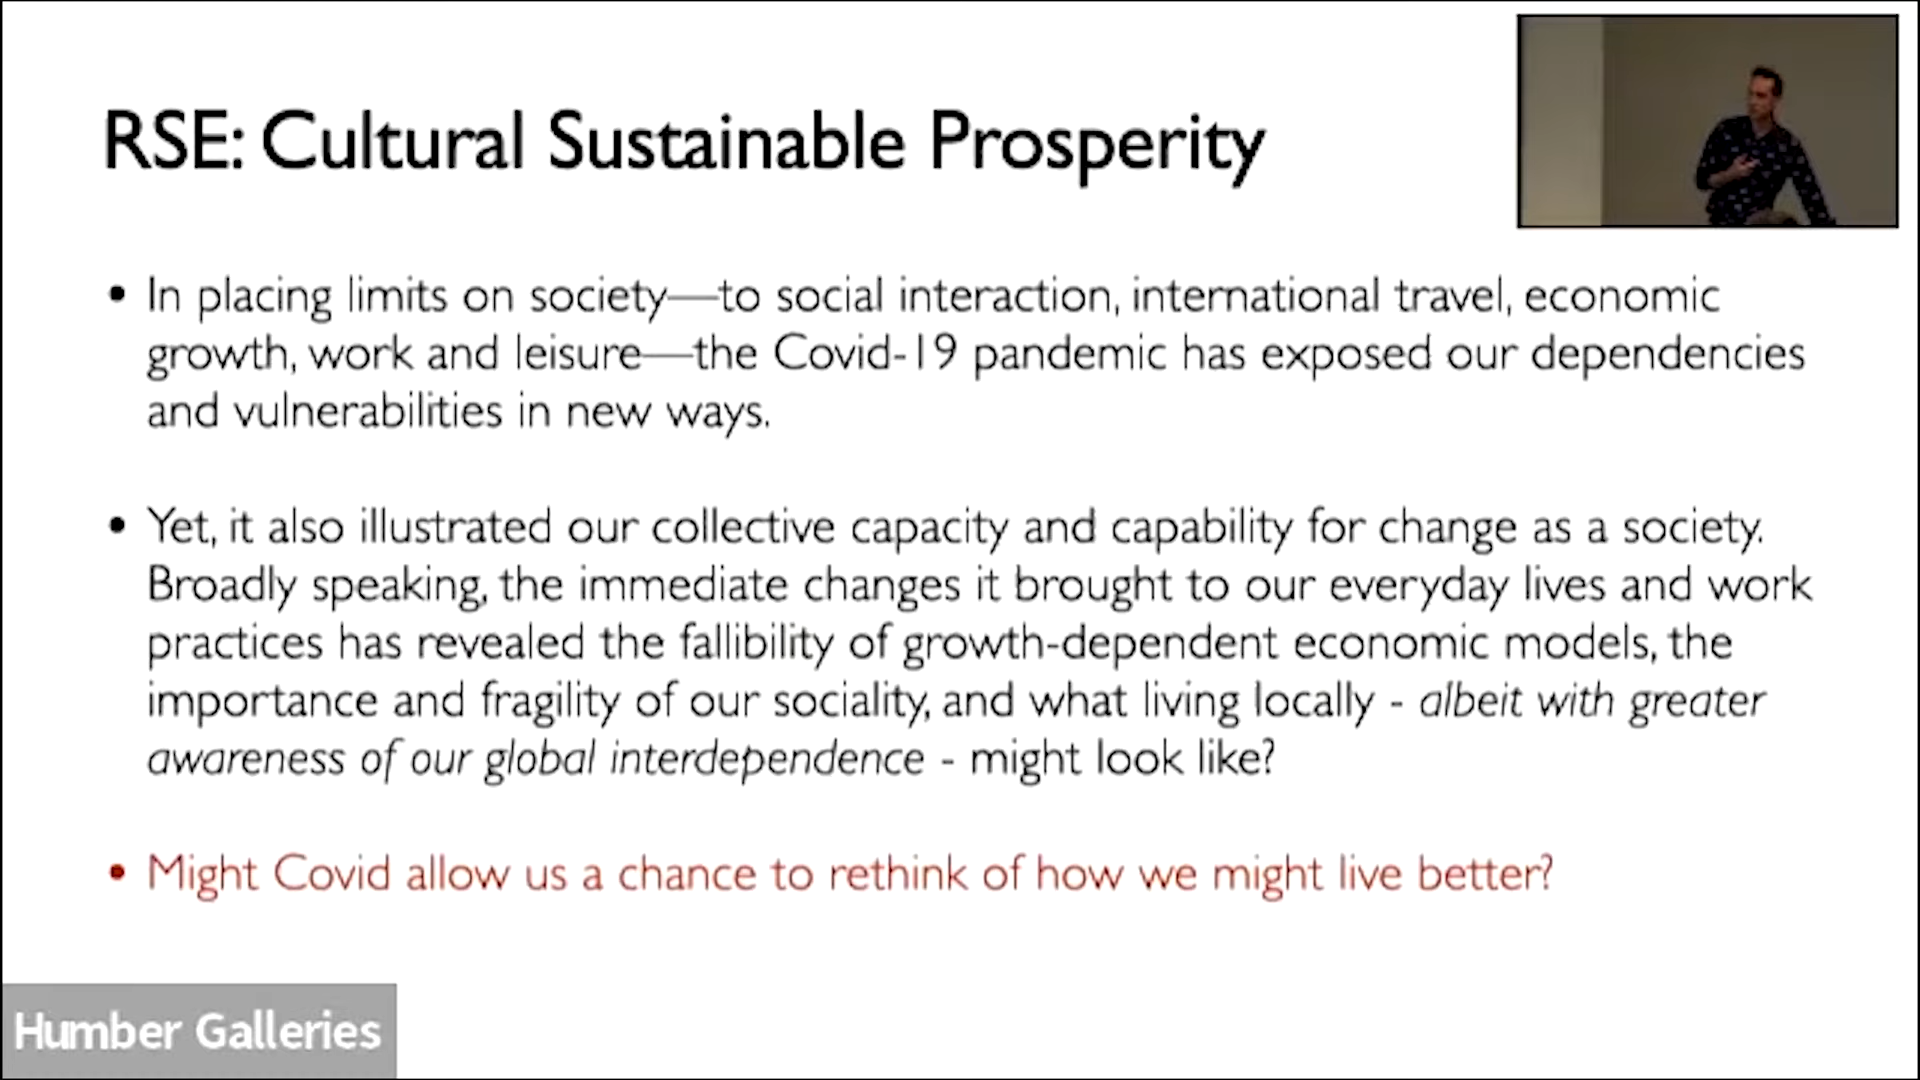 RSE: Cultural Sustainable Prosperity
• In placing limits on society—to social interaction, international travel, economic
growth, work and leisure—the Covid-19 pandemic has exposed our dependencies
and vulnerabilities in new ways.
• Yet, it also illustrated our collective capacity and capability for change as a society.
Broadly speaking, the immediate changes it brought to our everyday lives and work
practices has revealed the fallibility of growth-dependent economic models, the
importance and fragility of our sociality, and what living locally - albeit with greater
awareness of our global interdependence - might look like?
• Might Covid allow us a chance to rethink of how we might live better?
Humber Galleries